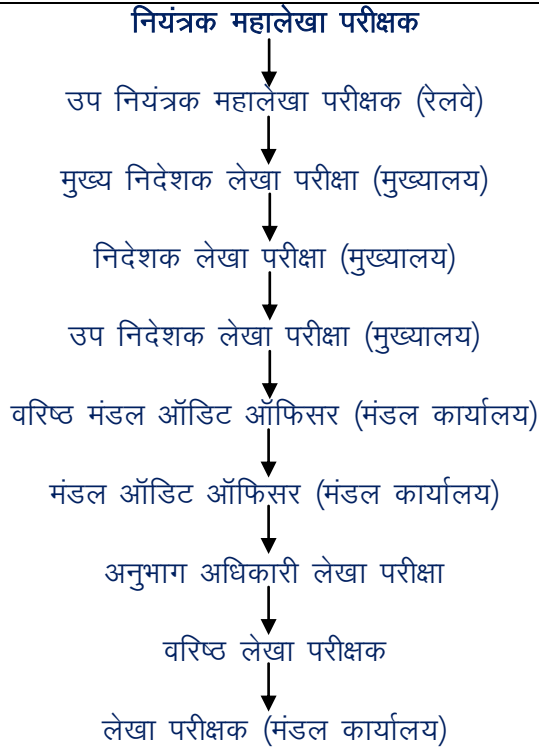 नियंत्रक महालेखा परीक्षक
उप नियंत्रक महालेखा परीक्षक (रेलवे)
मुख्य निदेशक लेखा परीक्षा (मुख्यालय)
निदेशक लेखा परीक्षा (मुख्यालय)
उप निदेशक लेखा परीक्षा (मुख्यालय)
वरिष्ठ मंडल ऑडिट ऑफिसर (मंडल कार्यालय)
मंडल ऑडिट ऑफिसर (मंडल कार्यालय)
अनुभाग अधिकारी लेखा परीक्षा
वरिष्ठ लेखा परीक्षक
लेखा परीक्षक (मंडल कार्यालय)